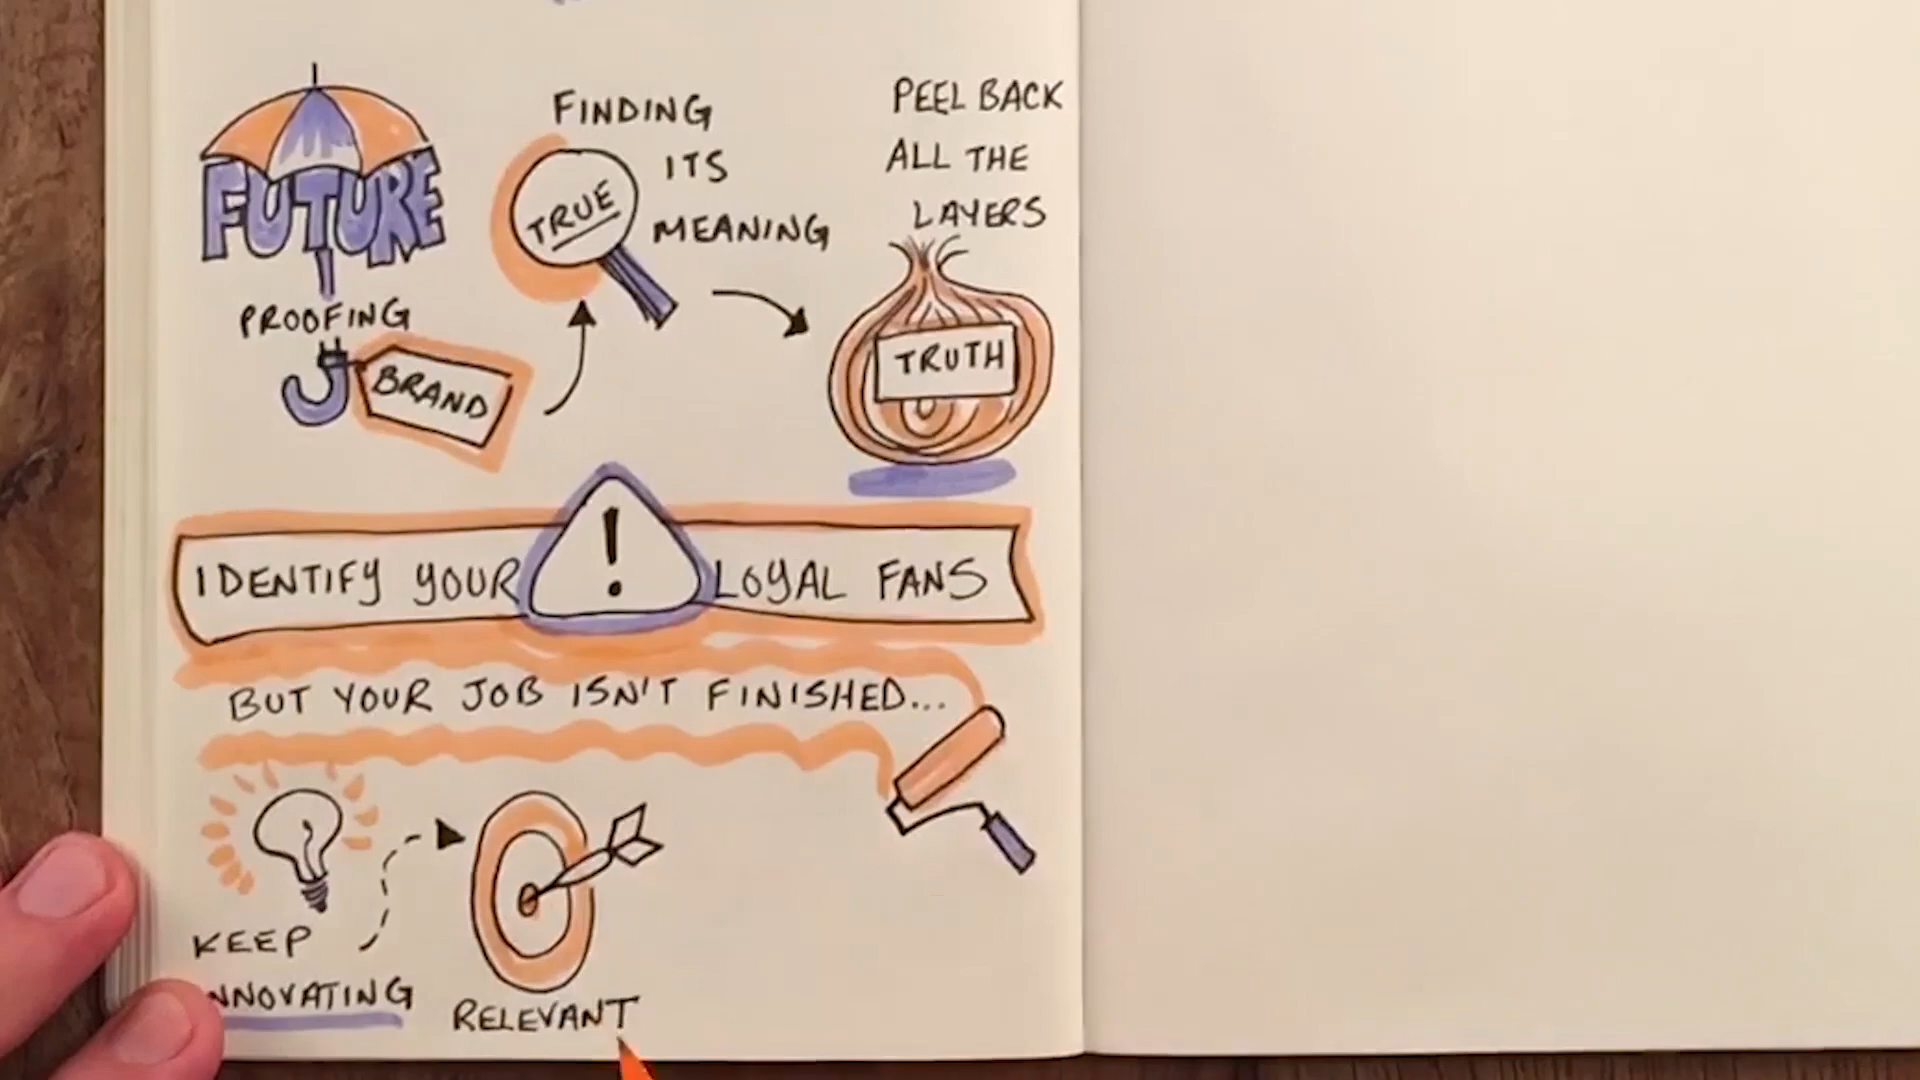 FUTURE
PROOFING
BRAND
FINDING
ITS
TRUE
MEANING
PEEL BACK
ALL THE
LAYERS
TRUTH
IDENTIFY YOUR ! LOYAL FANS
BUT YOUR JOB ISN'T FINISHED...
KEEP
INNOVATING
RELEVANT